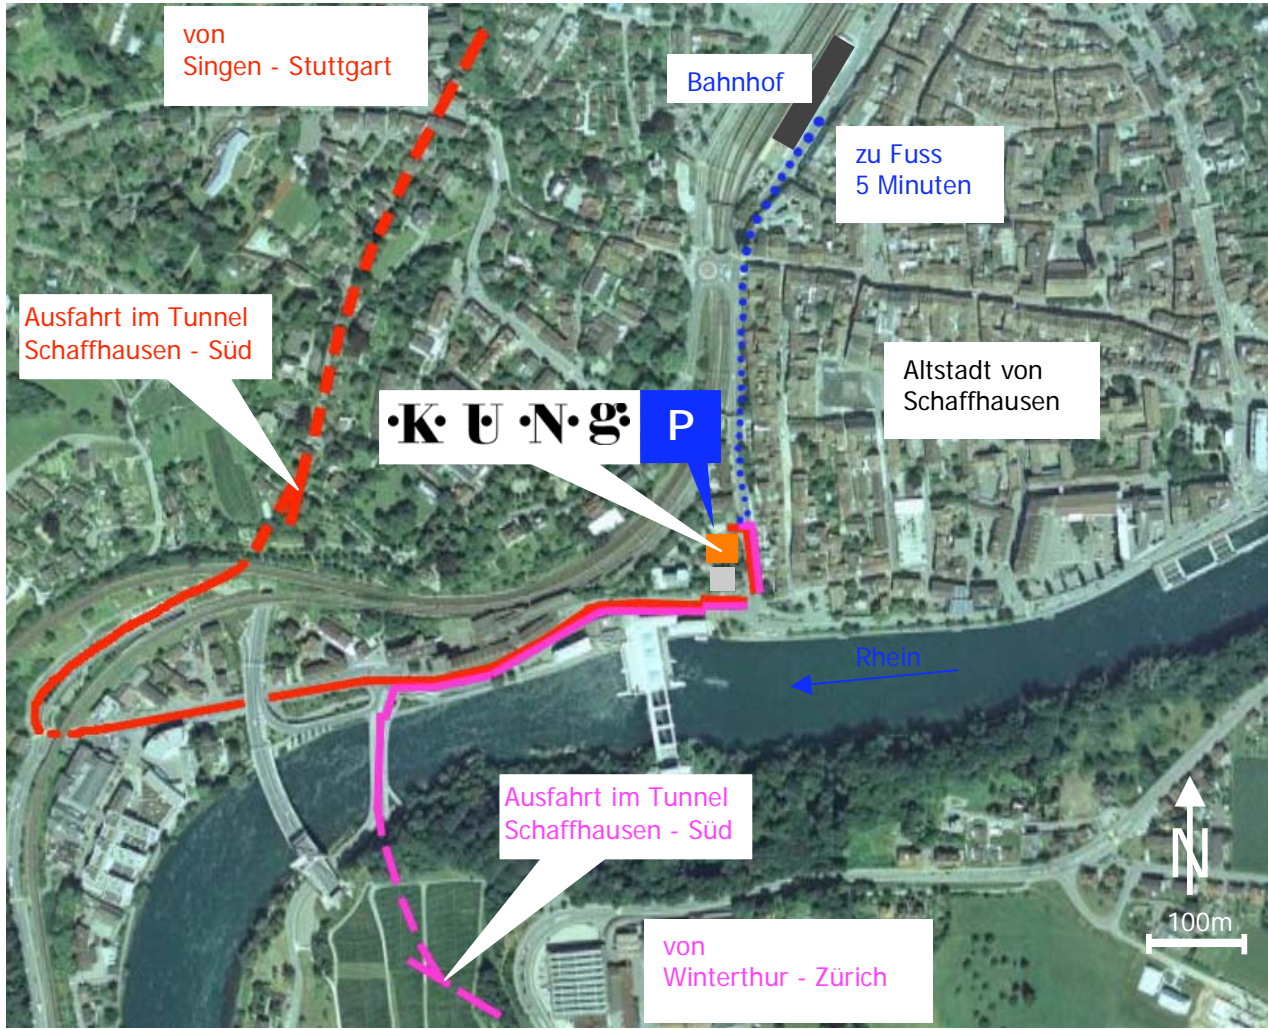 von
Singen - Stuttgart
Bahnhof
zu Fuss
5 Minuten
Ausfahrt im Tunnel
Schaffhausen - Süd
Altstadt von
Schaffhausen
·K· U ·N· g:
P
Rhein
Ausfahrt im Tunnel
Schaffhausen - Süd
N
100m
von
Winterthur - Zürich